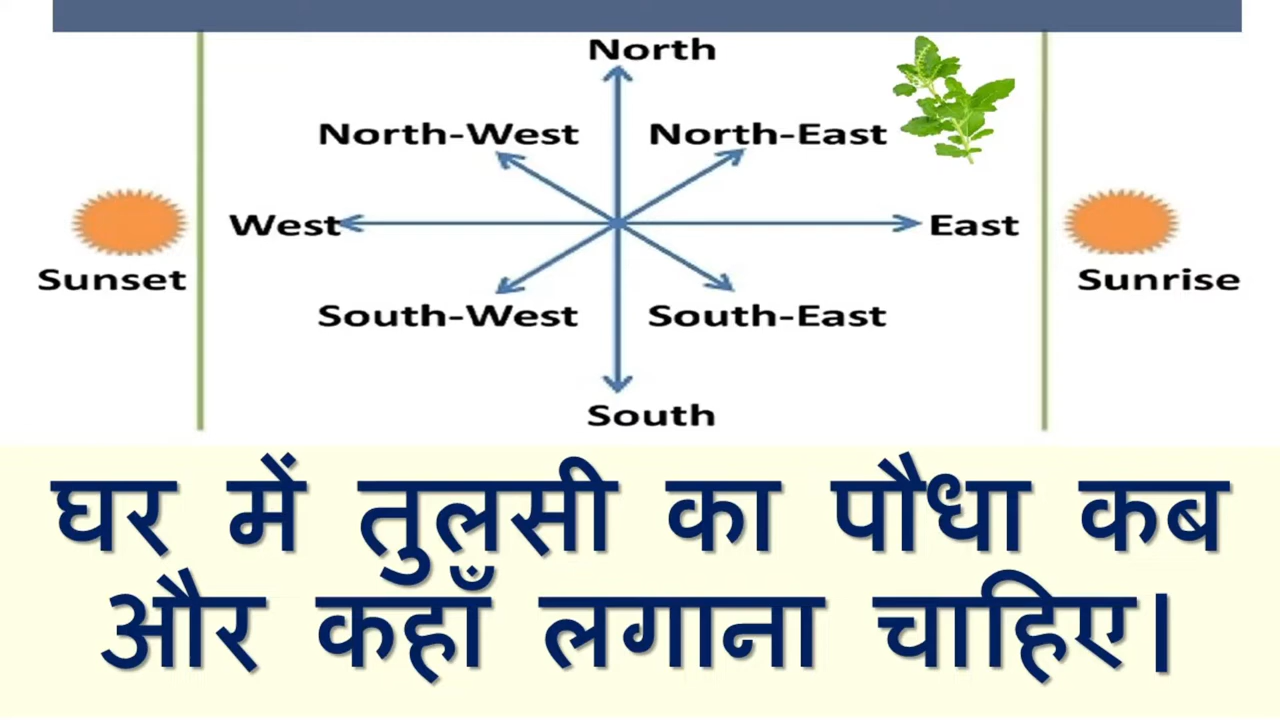 North
North-West North-East
West East
Sunset Sunrise
South-West South-East
South
घर में तुलसी का पौधा कब
और कहाँ लगाना चाहिए।